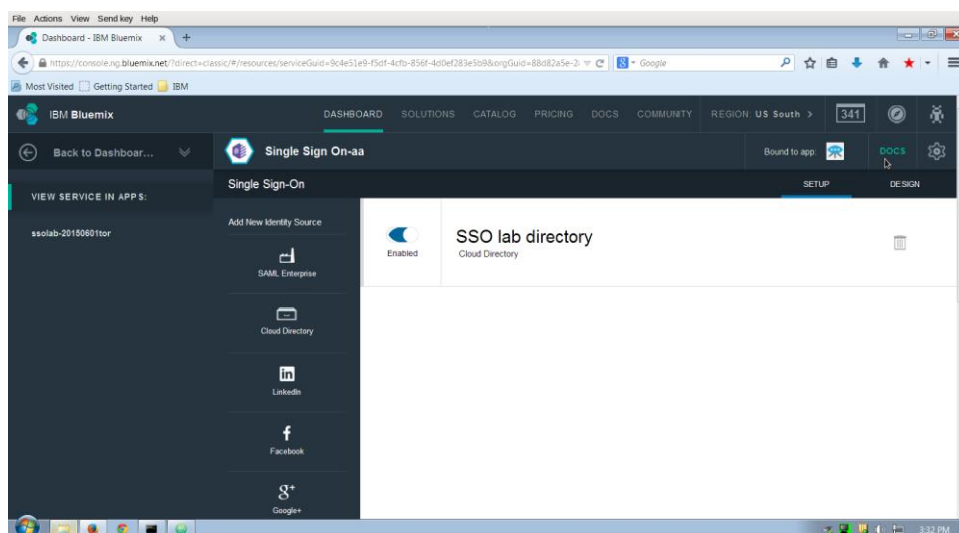 File Actions View Send key Help
Dashboard - IBM Bluemix
Most Visited Getting Started IBM
https://console.ng.bluemix.net/?direct=classic/#/resources/serviceGuid=9c4e51e9-f5df-4cfb-856f-4d0ef283e5b9&orgGuid=88d82a5e-2
Google
IBM Bluemix
DASHBOARD SOLUTIONS CATALOG PRICING DOCS COMMUNITY REGION: US South > 341
Back to Dashboar...
Single Sign On-aa
Bound to app:
DOCS
VIEW SERVICE IN APPS:
ssolab-20150601tor
Single Sign-On
SETUP DESIGN
Add New Identity Source
SAML Enterprise
Cloud Directory
in
LinkedIn
f
Facebook
g+
Google+
Enabled
SSO lab directory
Cloud Directory
3:32 PM